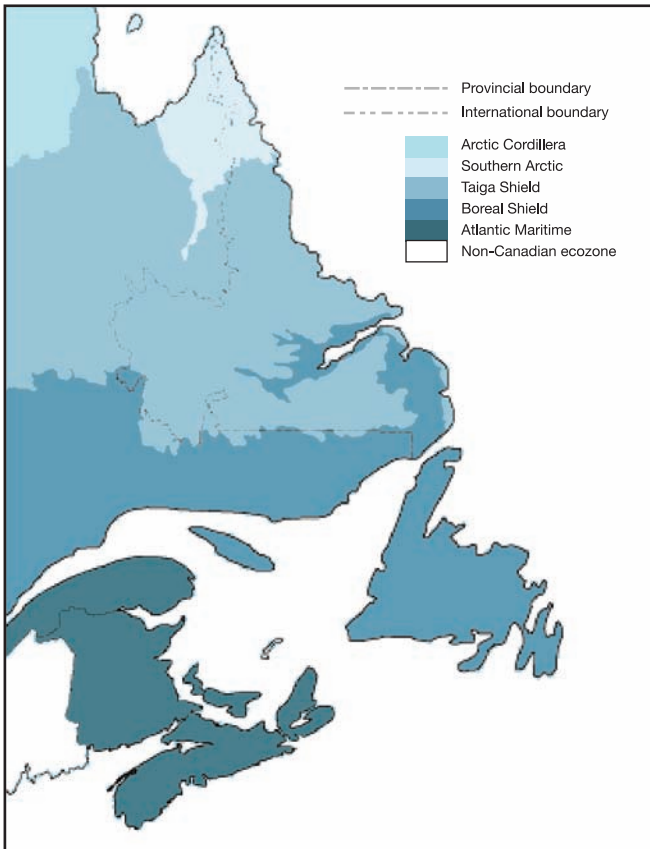 Provincial boundary
International boundary
Arctic Cordillera
Southern Arctic
Taiga Shield
Boreal Shield
Atlantic Maritime
Non-Canadian ecozone